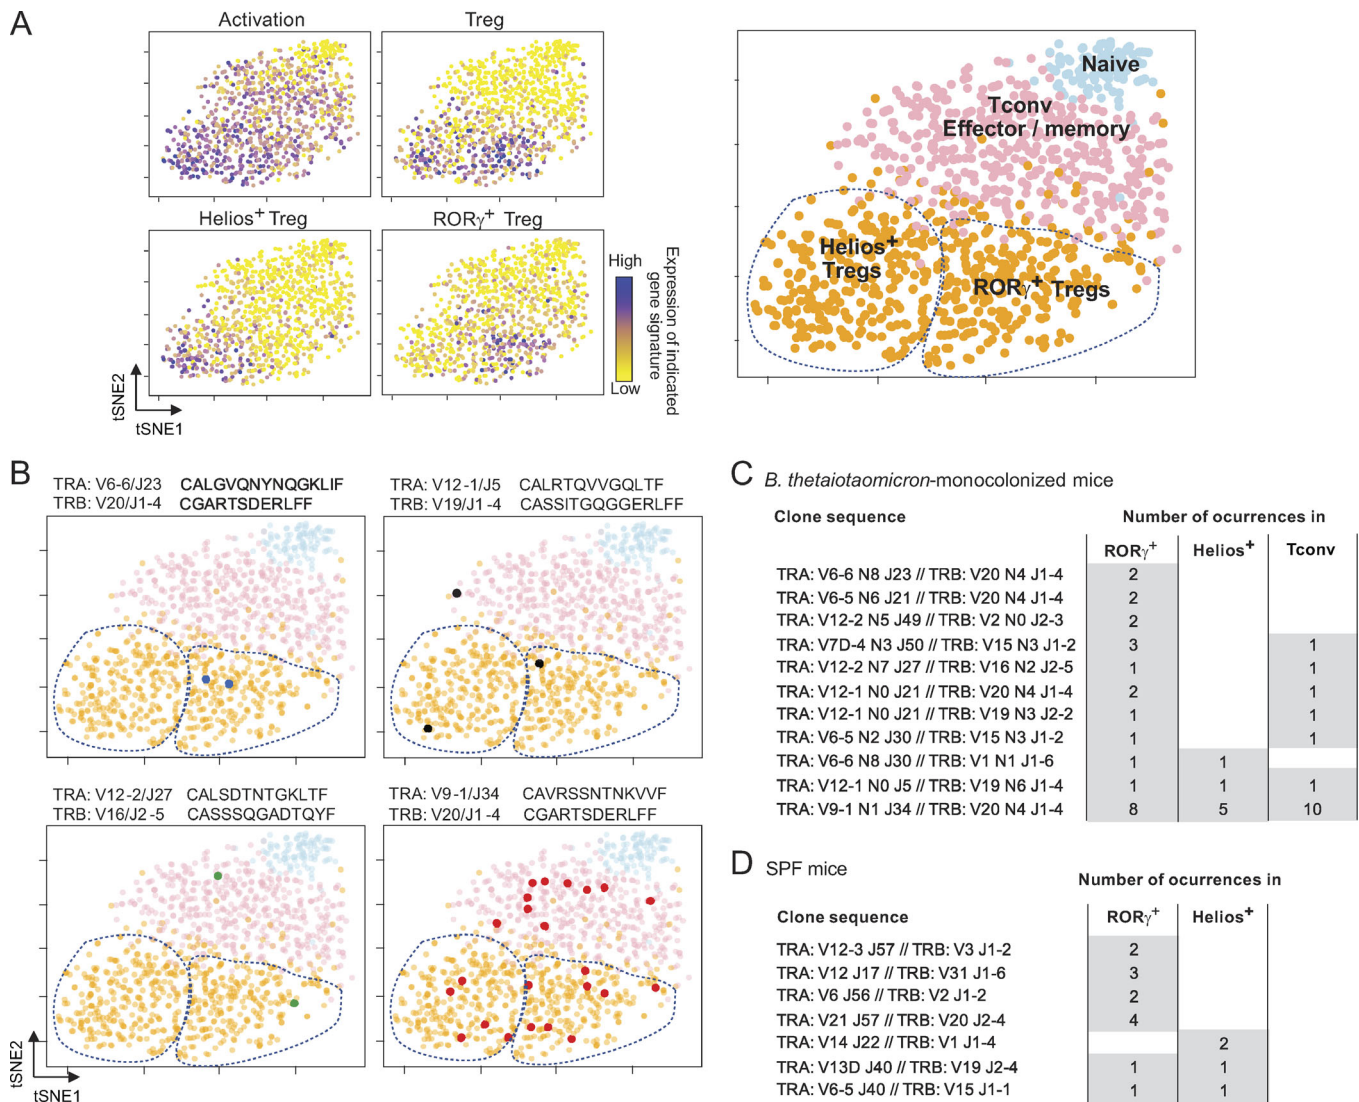 A
Activation
Treg
Helios+ Treg
RORγ+ Treg
High
Low
Expression of indicated
gene signature
tSNE2
tSNE1
Naive
Tconv
Effector / memory
Helios+
Tregs
RORγ+ Tregs
B
TRA: V6-6/J23 CALGVQNYNQGKLIF
TRB: V20/J1-4 CGARTSDERLFF
TRA: V12-1/J5 CALRTQVVGQLTF
TRB: V19/J1-4 CASSITGQGGERLFF
TRA: V12-2/J27 CALSDTNTGKLTF
TRB: V16/J2-5 CASSSQGADTQYF
TRA: V9-1/J34 CAVRSSNTNKVVF
TRB: V20/J1-4 CGARTSDERLFF
tSNE2
tSNE1
C B. thetaiotaomicron-monocolonized mice
Clone sequence Number of ocurrences in
RORγ+ Helios+ Tconv
TRA: V6-6 N8 J23 // TRB: V20 N4 J1-4 2
TRA: V6-5 N6 J21 // TRB: V20 N4 J1-4 2
TRA: V12-2 N5 J49 // TRB: V2 N0 J2-3 2
TRA: V7D-4 N3 J50 // TRB: V15 N3 J1-2 3 1
TRA: V12-2 N7 J27 // TRB: V16 N2 J2-5 1 1
TRA: V12-1 N0 J21 // TRB: V20 N4 J1-4 2 1
TRA: V12-1 N0 J21 // TRB: V19 N3 J2-2 1 1
TRA: V6-5 N2 J30 // TRB: V15 N3 J1-2 1 1
TRA: V6-6 N8 J30 // TRB: V1 N1 J1-6 1 1
TRA: V12-1 N0 J5 // TRB: V19 N6 J1-4 1 1 1
TRA: V9-1 N1 J34 // TRB: V20 N4 J1-4 8 5 10
D SPF mice
Number of ocurrences in
Clone sequence RORγ+ Helios+
TRA: V12-3 J57 // TRB: V3 J1-2 2
TRA: V12 J17 // TRB: V31 J1-6 3
TRA: V6 J56 // TRB: V2 J1-2 2
TRA: V21 J57 // TRB: V20 J2-4 4
TRA: V14 J22 // TRB: V1 J1-4 2
TRA: V13D J40 // TRB: V19 J2-4 1 1
TRA: V6-5 J40 // TRB: V15 J1-1 1 1